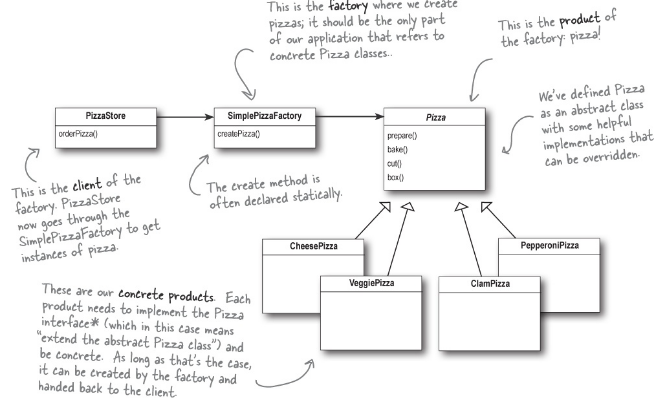 This is the factory where we create
pizzas; it should be the only part
of our application that refers to
concrete Pizza classes..
This is the product of
the factory: pizza!
PizzaStore
orderPizza()
SimplePizzaFactory
createPizza()
Pizza
prepare()
bake()
cut()
box()
We've defined Pizza
as an abstract class
with some helpful
implementations that
can be overridden.
This is the client of the
factory. PizzaStore
now goes through the
SimplePizzaFactory to get
instances of pizza.
The create method is
often declared statically.
CheesePizza
VeggiePizza
ClamPizza
PepperoniPizza
These are our concrete products. Each
product needs to implement the Pizza
interface* (which in this case means
"extend the abstract Pizza class") and
be concrete. As long as that's the case,
it can be created by the factory and
handed back to the client.